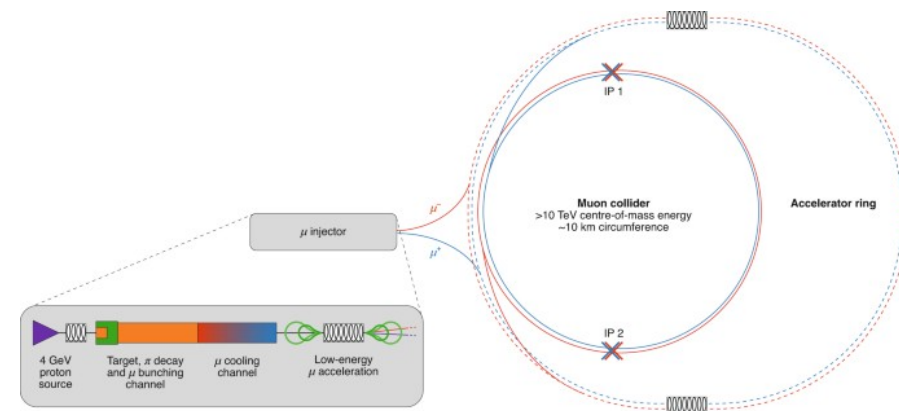 IP 1
Muon collider
>10 TeV centre-of-mass energy
~10 km circumference
Accelerator ring
μ⁻
μ injector
μ⁺
IP 2
4 GeV
proton
source
Target, π decay
and μ bunching
channel
μ cooling
channel
Low-energy
μ acceleration